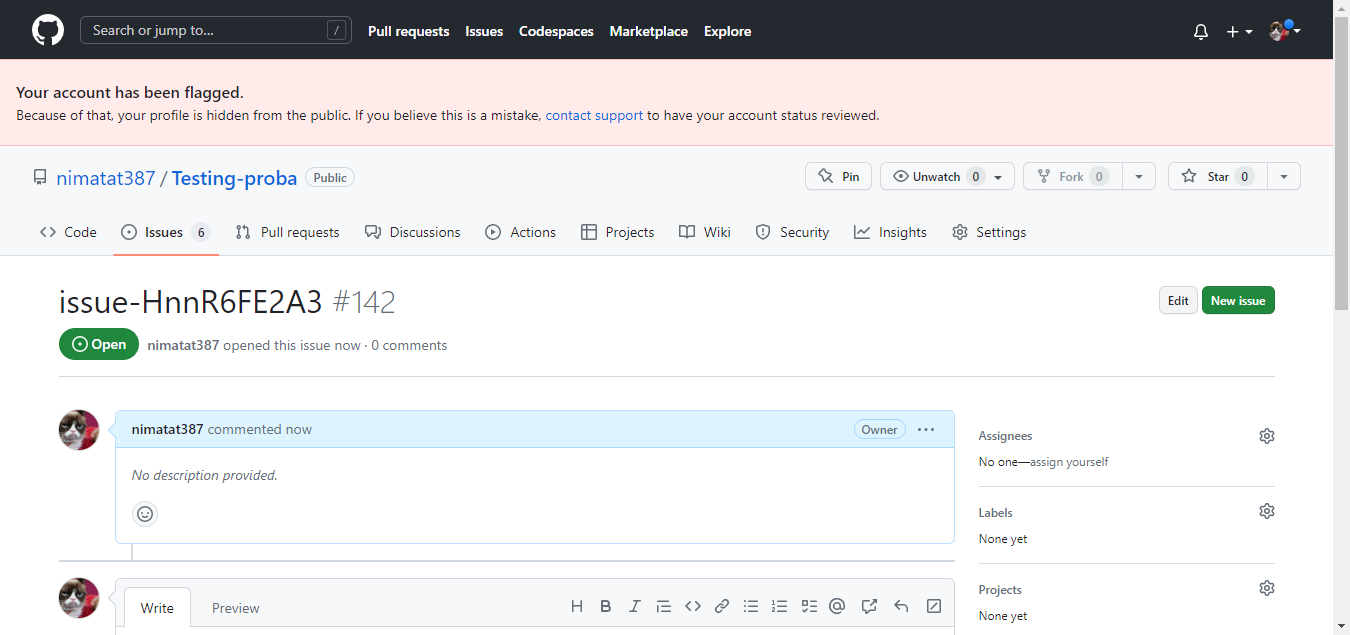 Search or jump to... / Pull requests Issues Codespaces Marketplace Explore
Your account has been flagged.
Because of that, your profile is hidden from the public. If you believe this is a mistake, contact support to have your account status reviewed.
nimatat387 / Testing-proba Public Pin Unwatch 0 Fork 0 Star 0
Code Issues 6 Pull requests Discussions Actions Projects Wiki Security Insights Settings
issue-HnnR6FE2A3 #142 Edit New issue
Open nimatat387 opened this issue now · 0 comments
nimatat387 commented now Owner ...
Assignees
No one—assign yourself
No description provided.
Labels
None yet
Projects
None yet
Write Preview H B I @